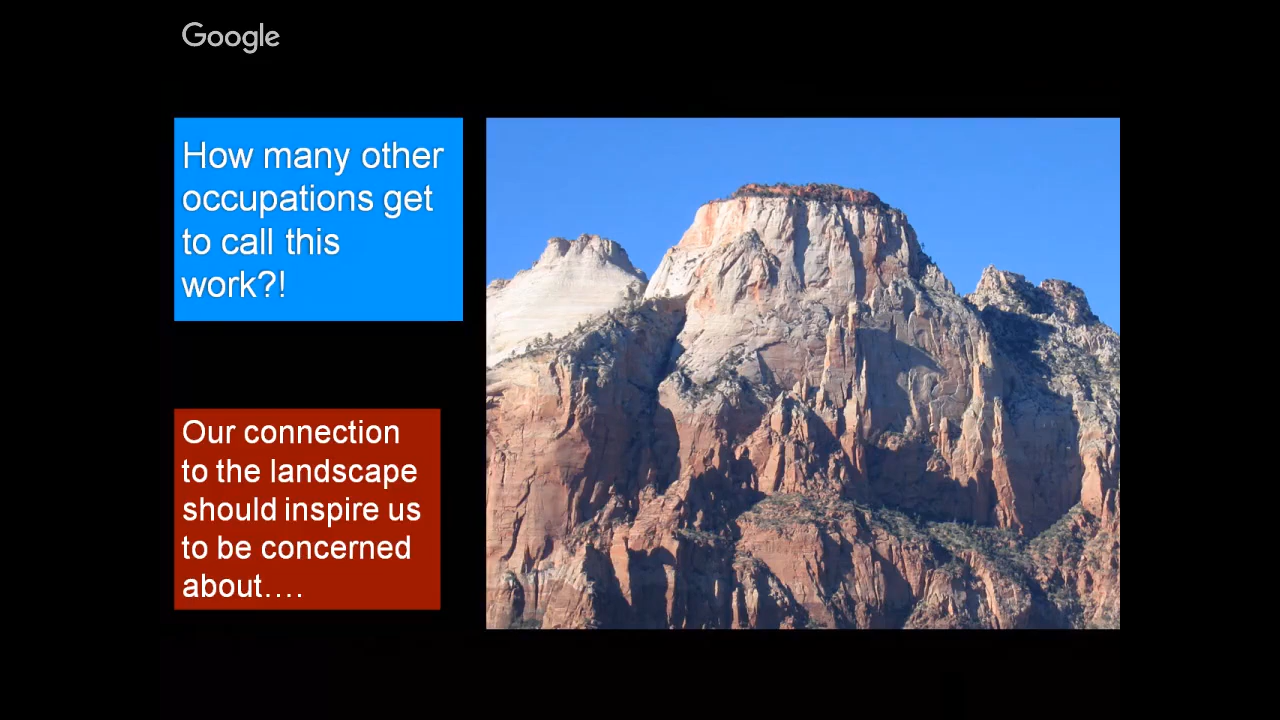 Google
How many other
occupations get
to call this
work?!
Our connection
to the landscape
should inspire us
to be concerned
about….